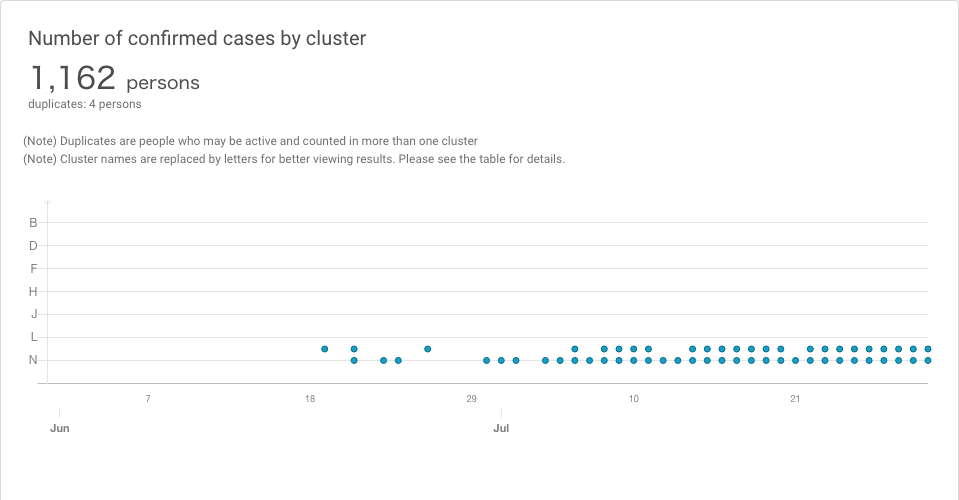 Number of confirmed cases by cluster
1,162 persons
duplicates: 4 persons
(Note) Duplicates are people who may be active and counted in more than one cluster
(Note) Cluster names are replaced by letters for better viewing results. Please see the table for details.
B
D
F
H
J
L
N
7 18 29 10 21
Jun Jul